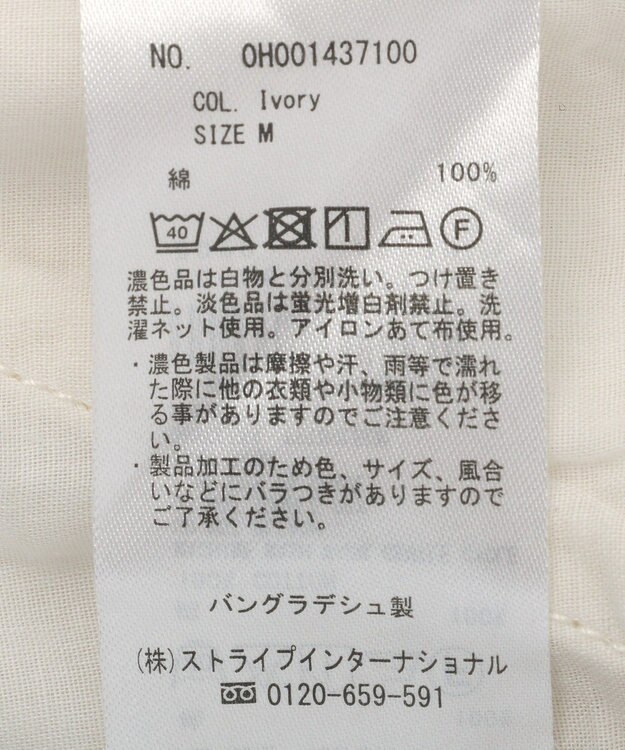 NO. 0H001437100
COL. Ivory
SIZE M
綿 100%
40 F
濃色品は白物と分別洗い。つけ置き
禁止。淡色品は蛍光増白剤禁止。洗
濯ネット使用。アイロンあて布使用。
・濃色製品は摩擦や汗、雨等で濡れ
た際に他の衣類や小物類に色が移
る事がありますのでご注意くださ
い。
・製品加工のため色、サイズ、風合
いなどにバラつきがありますので
ご了承ください。
バングラデシュ製
(株)ストライプインターナショナル
0120-659-591